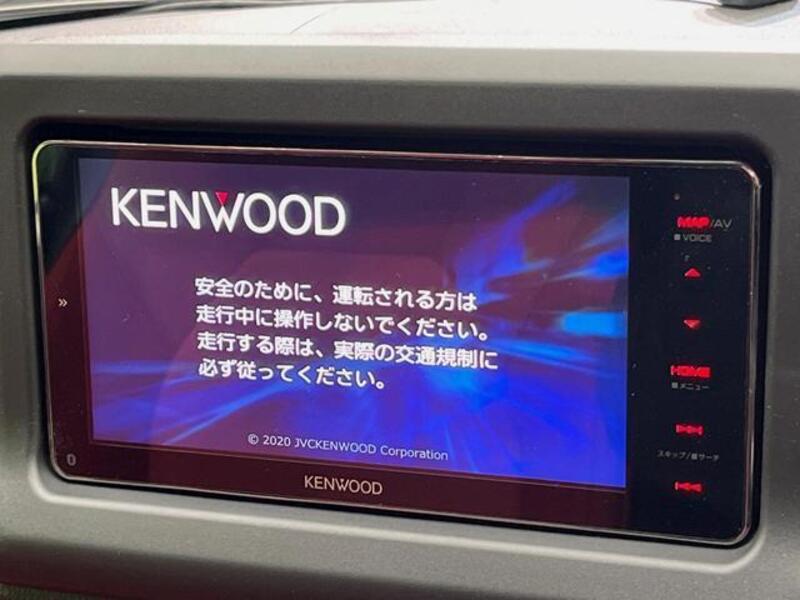 KENWOOD
安全のために、運転される方は
走行中に操作しないでください。
走行する際は、実際の交通規制に
必ず従ってください。
© 2020 JVCKENWOOD Corporation
KENWOOD
MAP/AV
VOICE
HOME
メニュー
スキップ/サーチ